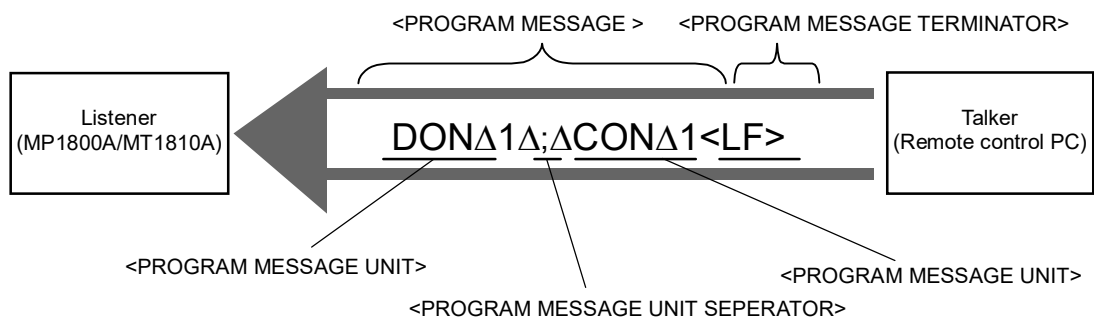 <PROGRAM MESSAGE > <PROGRAM MESSAGE TERMINATOR>
Listener
(MP1800A/MT1810A)
DON∆1∆;∆CON∆1<LF>
Talker
(Remote control PC)
<PROGRAM MESSAGE UNIT> <PROGRAM MESSAGE UNIT>
<PROGRAM MESSAGE UNIT SEPERATOR>